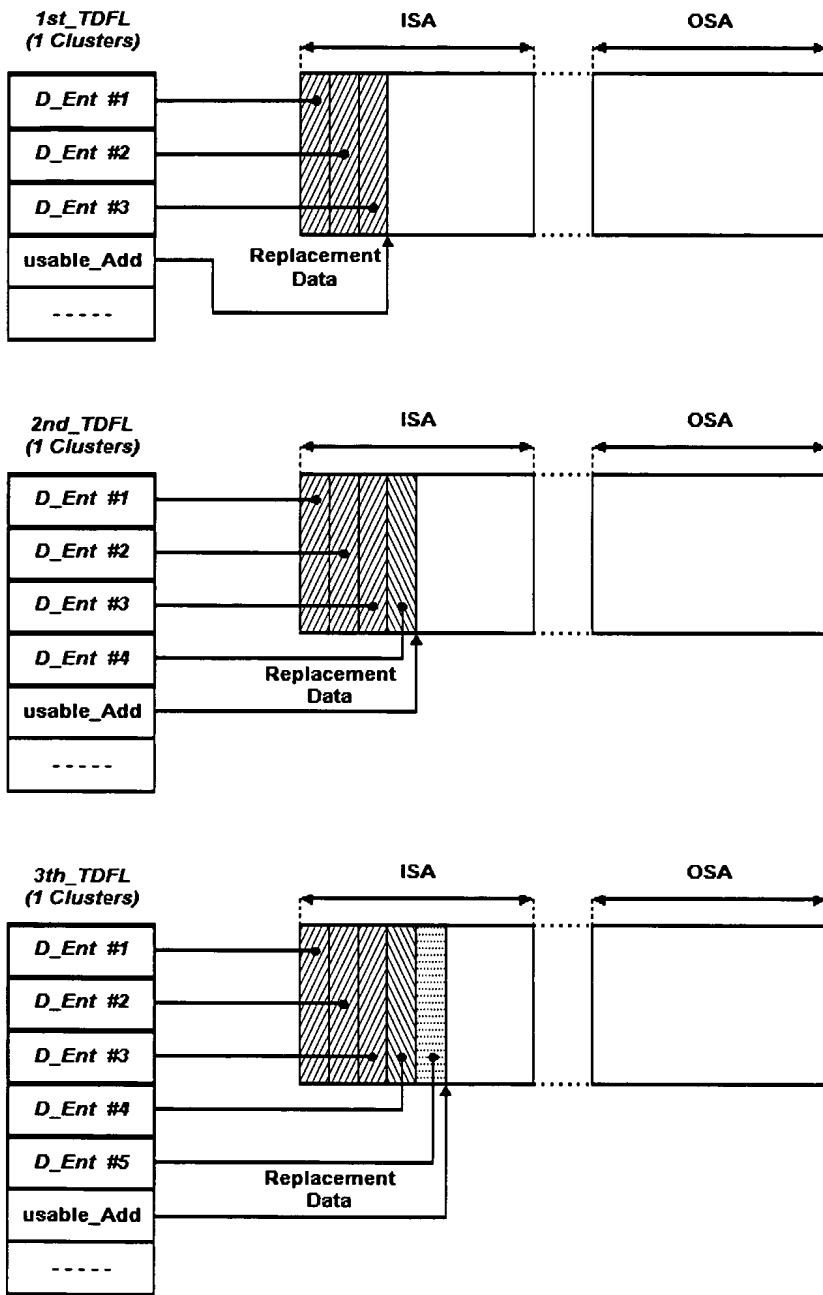 1st_TDFL
(1 Clusters)
ISA
OSA
D_Ent #1
D_Ent #2
D_Ent #3
usable_Add
- - - - -
Replacement
Data
2nd_TDFL
(1 Clusters)
ISA
OSA
D_Ent #1
D_Ent #2
D_Ent #3
D_Ent #4
usable_Add
- - - - -
Replacement
Data
3th_TDFL
(1 Clusters)
ISA
OSA
D_Ent #1
D_Ent #2
D_Ent #3
D_Ent #4
D_Ent #5
usable_Add
- - - - -
Replacement
Data